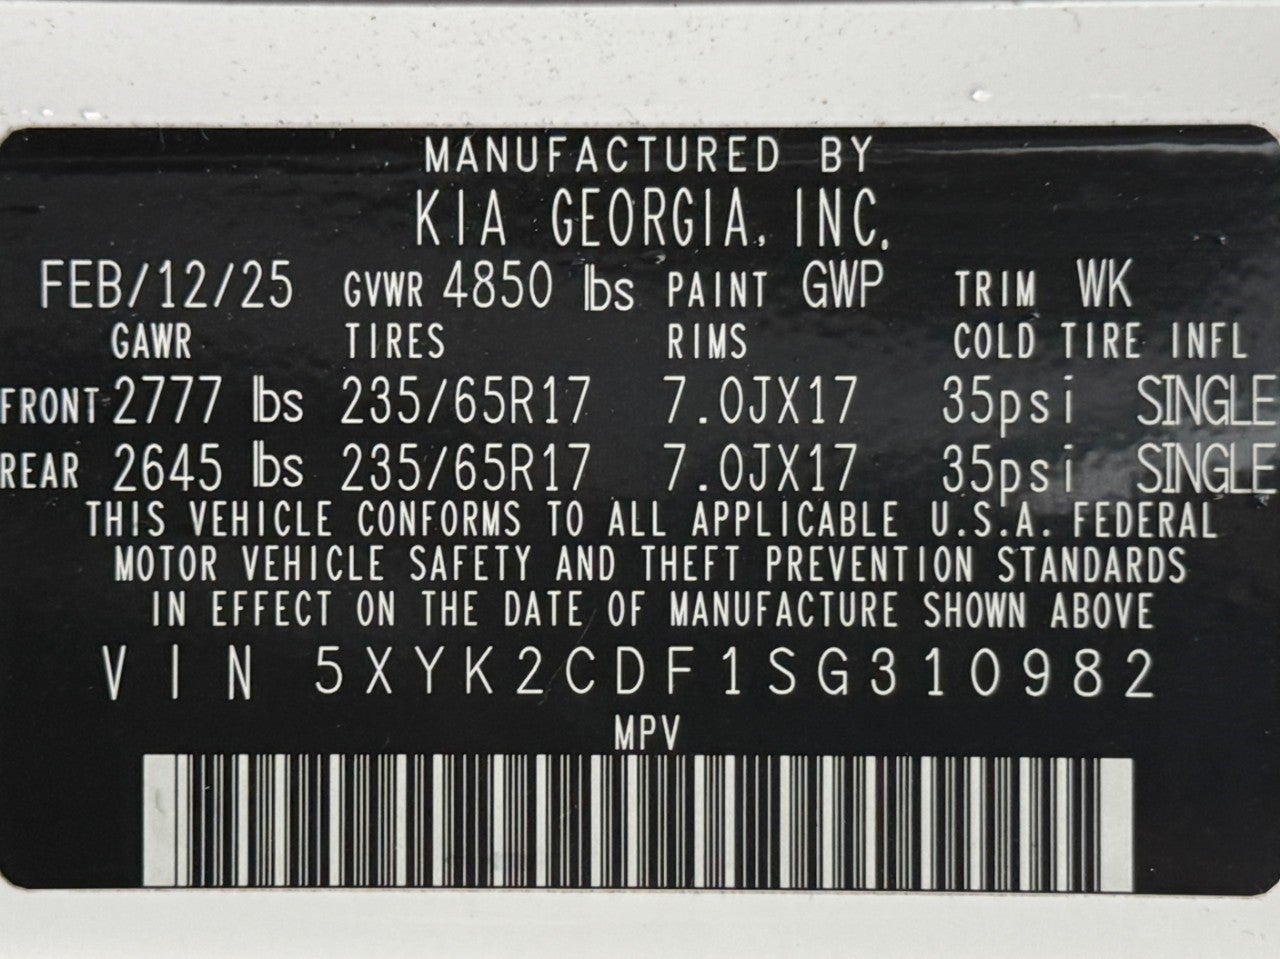 MANUFACTURED BY
KIA GEORGIA, INC.
FEB/12/25 GVWR 4850 lbs PAINT GWP TRIM WK
GAWR TIRES RIMS COLD TIRE INFL
FRONT 2777 lbs 235/65R17 7.0JX17 35psi SINGLE
REAR 2645 lbs 235/65R17 7.0JX17 35psi SINGLE
THIS VEHICLE CONFORMS TO ALL APPLICABLE U.S.A. FEDERAL
MOTOR VEHICLE SAFETY AND THEFT PREVENTION STANDARDS
IN EFFECT ON THE DATE OF MANUFACTURE SHOWN ABOVE
VIN 5XYK2CDF1SG310982
MPV